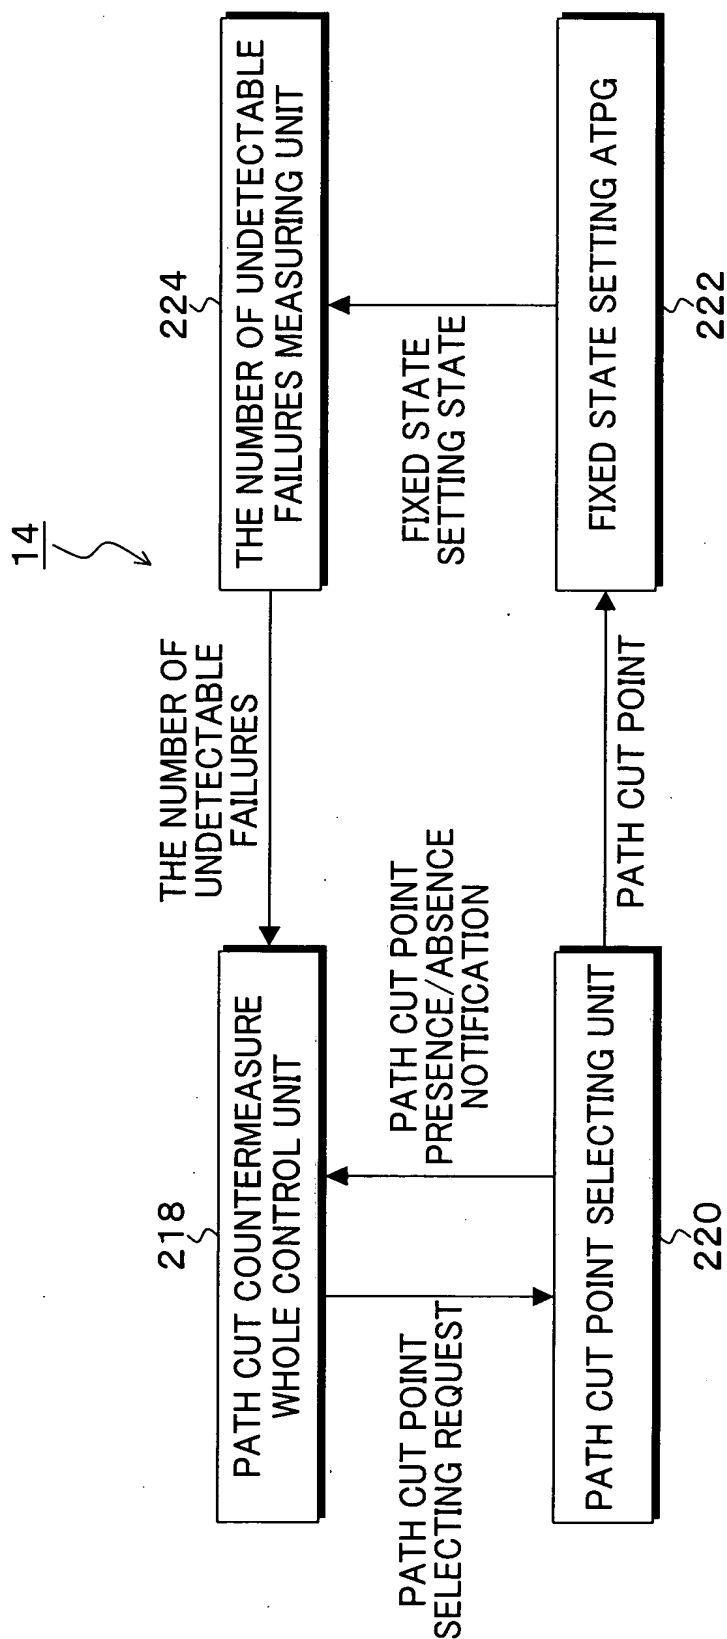 14
218
PATH CUT COUNTERMEASURE
WHOLE CONTROL UNIT
THE NUMBER OF
UNDETECTABLE
FAILURES
224
THE NUMBER OF UNDETECTABLE
FAILURES MEASURING UNIT
PATH CUT POINT
SELECTING REQUEST
PATH CUT POINT
PRESENCE/ABSENCE
NOTIFICATION
FIXED STATE
SETTING STATE
PATH CUT POINT SELECTING UNIT
220
PATH CUT POINT
FIXED STATE SETTING ATPG
222